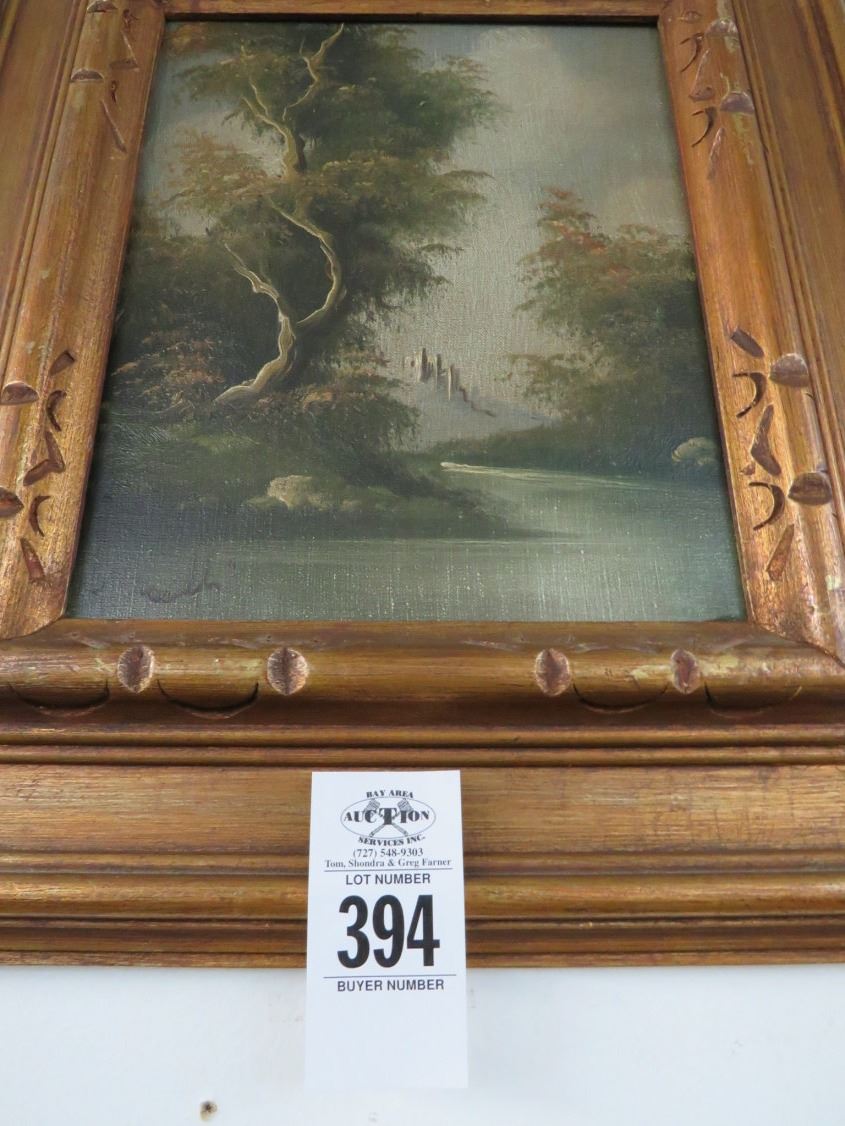 BAY AREA
AUCTION
SERVICES INC.
(727) 548-9303
Tom, Shondra & Greg Farner
LOT NUMBER
394
BUYER NUMBER